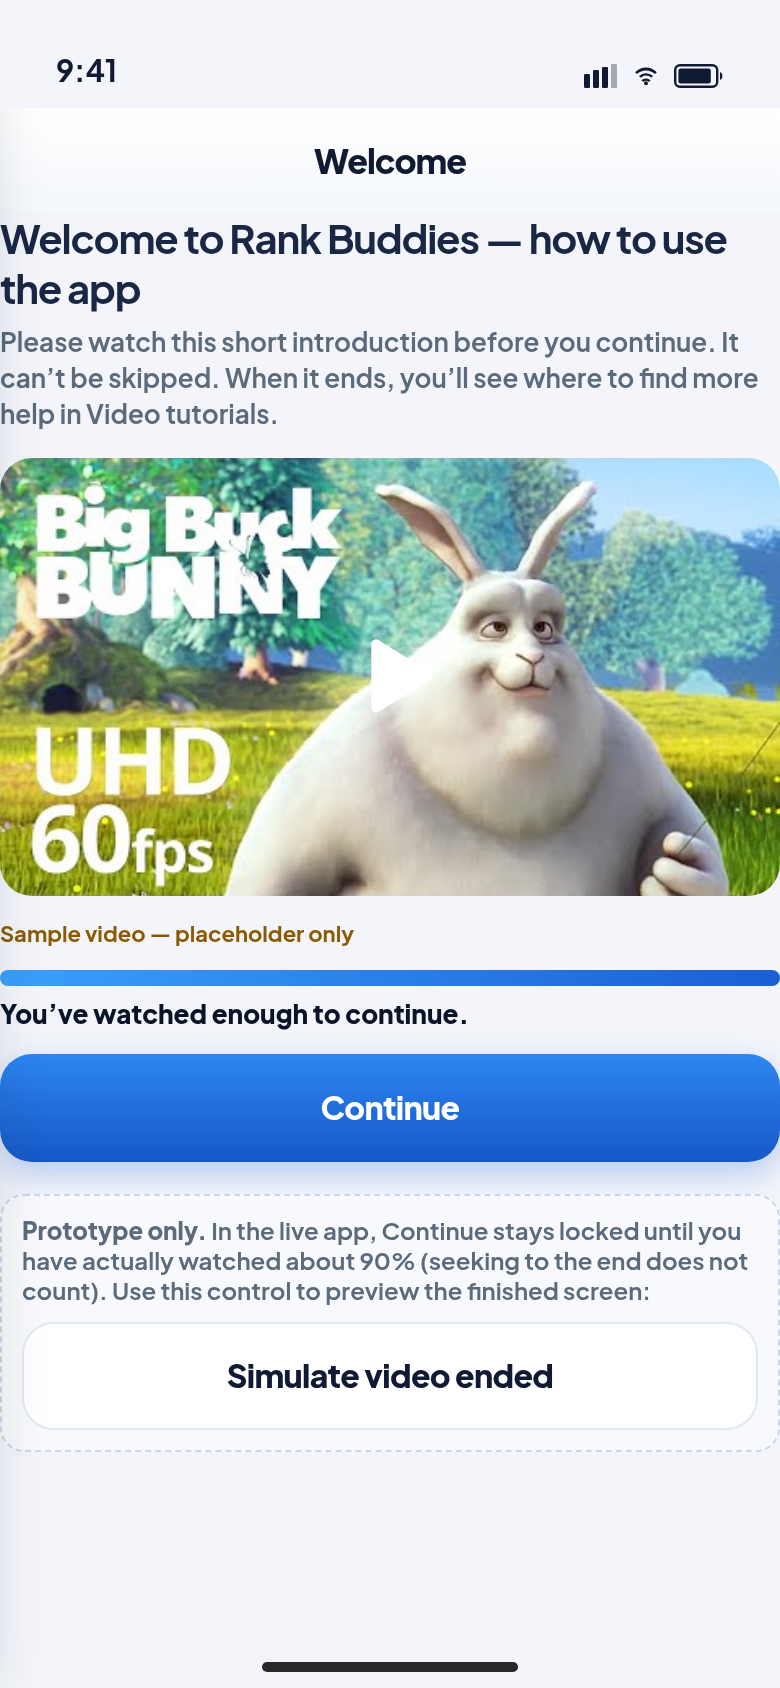 9:41
Welcome
Welcome to Rank Buddies — how to use
the app
Please watch this short introduction before you continue. It
can’t be skipped. When it ends, you’ll see where to find more
help in Video tutorials.
Big Buck
BUNNY
UHD
60fps
Sample video — placeholder only
You’ve watched enough to continue.
Continue
Prototype only. In the live app, Continue stays locked until you
have actually watched about 90% (seeking to the end does not
count). Use this control to preview the finished screen:
Simulate video ended